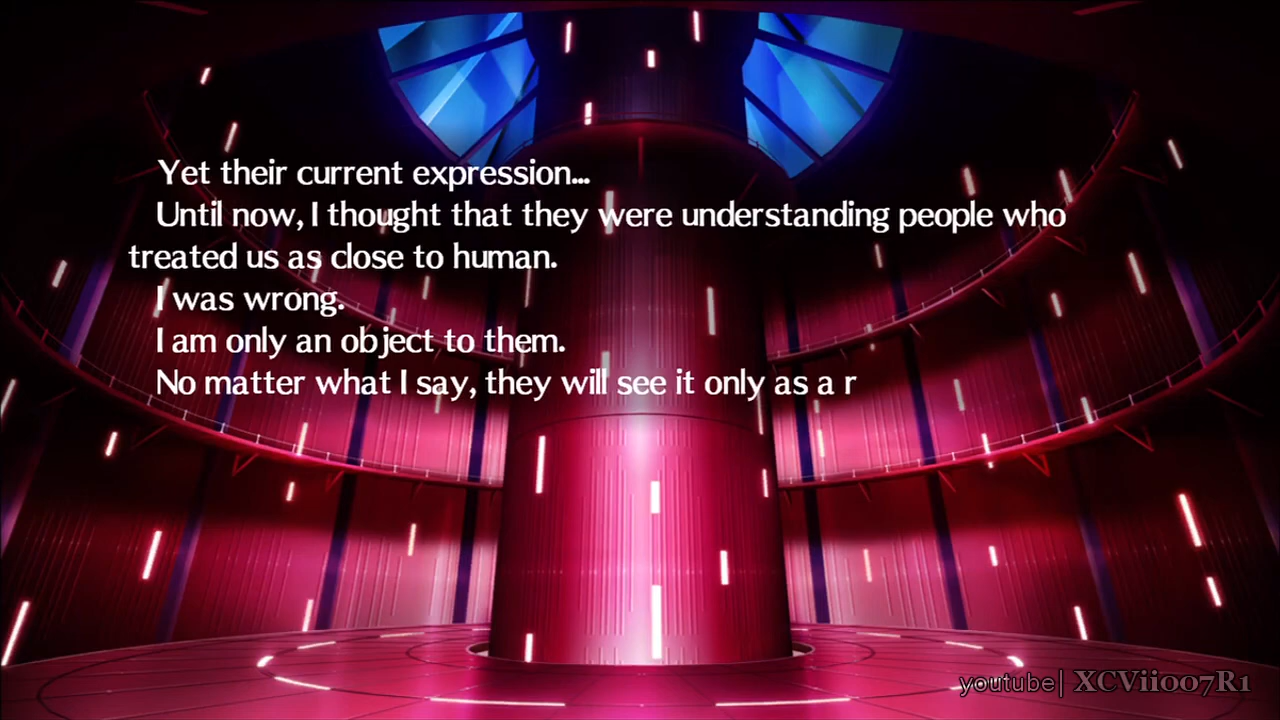 Yet their current expression...
Until now, I thought that they were understanding people who
treated us as close to human.
I was wrong.
I am only an object to them.
No matter what I say, they will see it only as a r
youtube| XCVii007R1